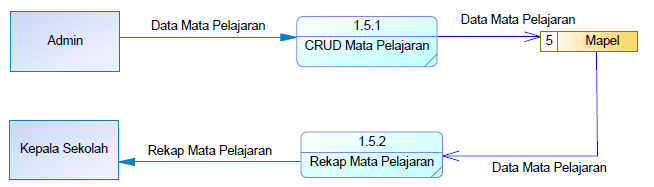 Admin
Data Mata Pelajaran
1.5.1
CRUD Mata Pelajaran
Data Mata Pelajaran
5 Mapel
Kepala Sekolah
Rekap Mata Pelajaran
1.5.2
Rekap Mata Pelajaran
Data Mata Pelajaran